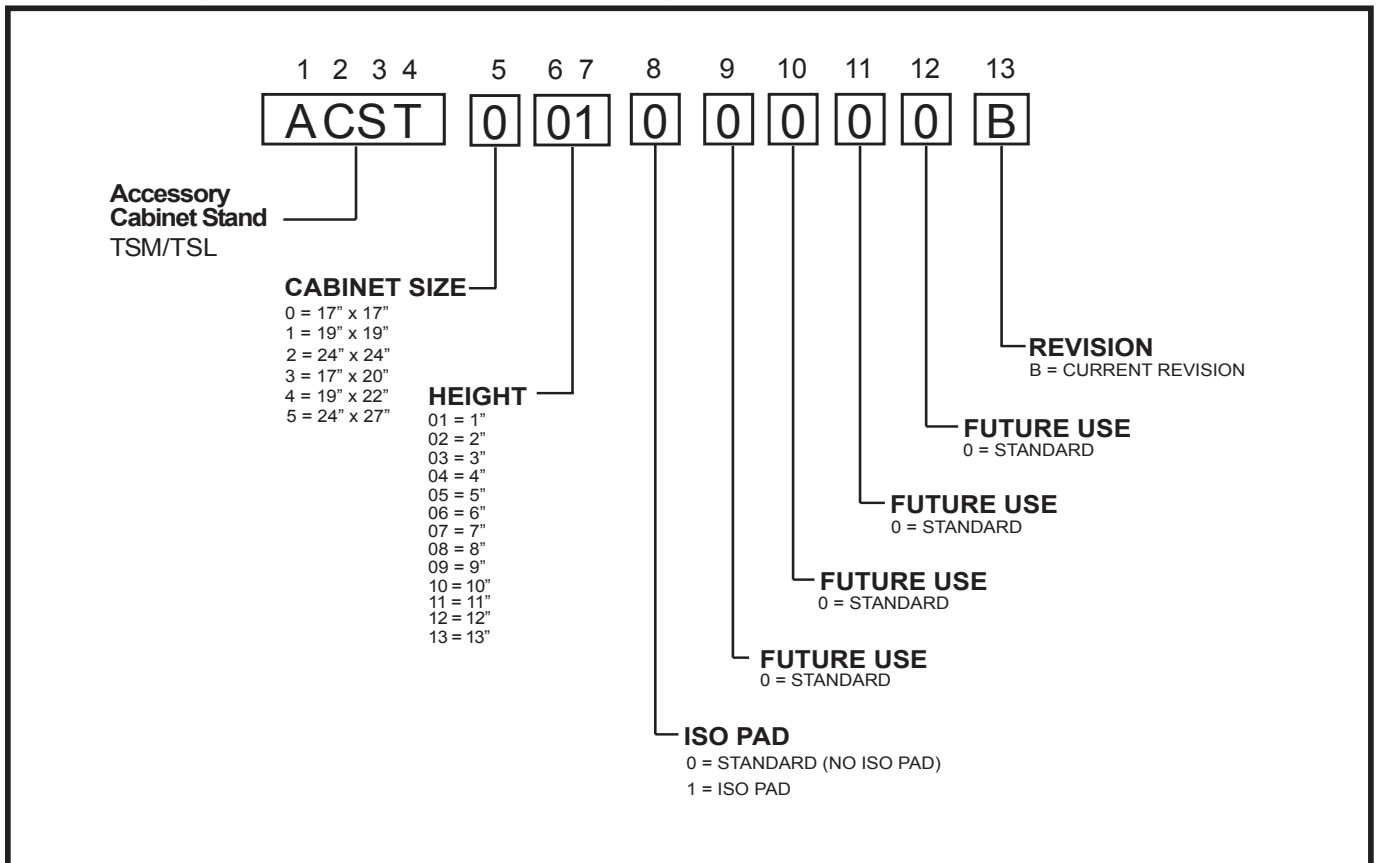 1 2 3 4 5 6 7 8 9 10 11 12 13
ACST 0 01 0 0 0 0 0 B
Accessory
Cabinet Stand
TSM/TSL
CABINET SIZE
0 = 17” x 17”
1 = 19” x 19”
2 = 24” x 24”
3 = 17” x 20”
4 = 19” x 22”
5 = 24” x 27”
HEIGHT
01 = 1”
02 = 2”
03 = 3”
04 = 4”
05 = 5”
06 = 6”
07 = 7”
08 = 8”
09 = 9”
10 = 10”
11 = 11”
12 = 12”
13 = 13”
REVISION
B = CURRENT REVISION
FUTURE USE
0 = STANDARD
FUTURE USE
0 = STANDARD
FUTURE USE
0 = STANDARD
FUTURE USE
0 = STANDARD
ISO PAD
0 = STANDARD (NO ISO PAD)
1 = ISO PAD